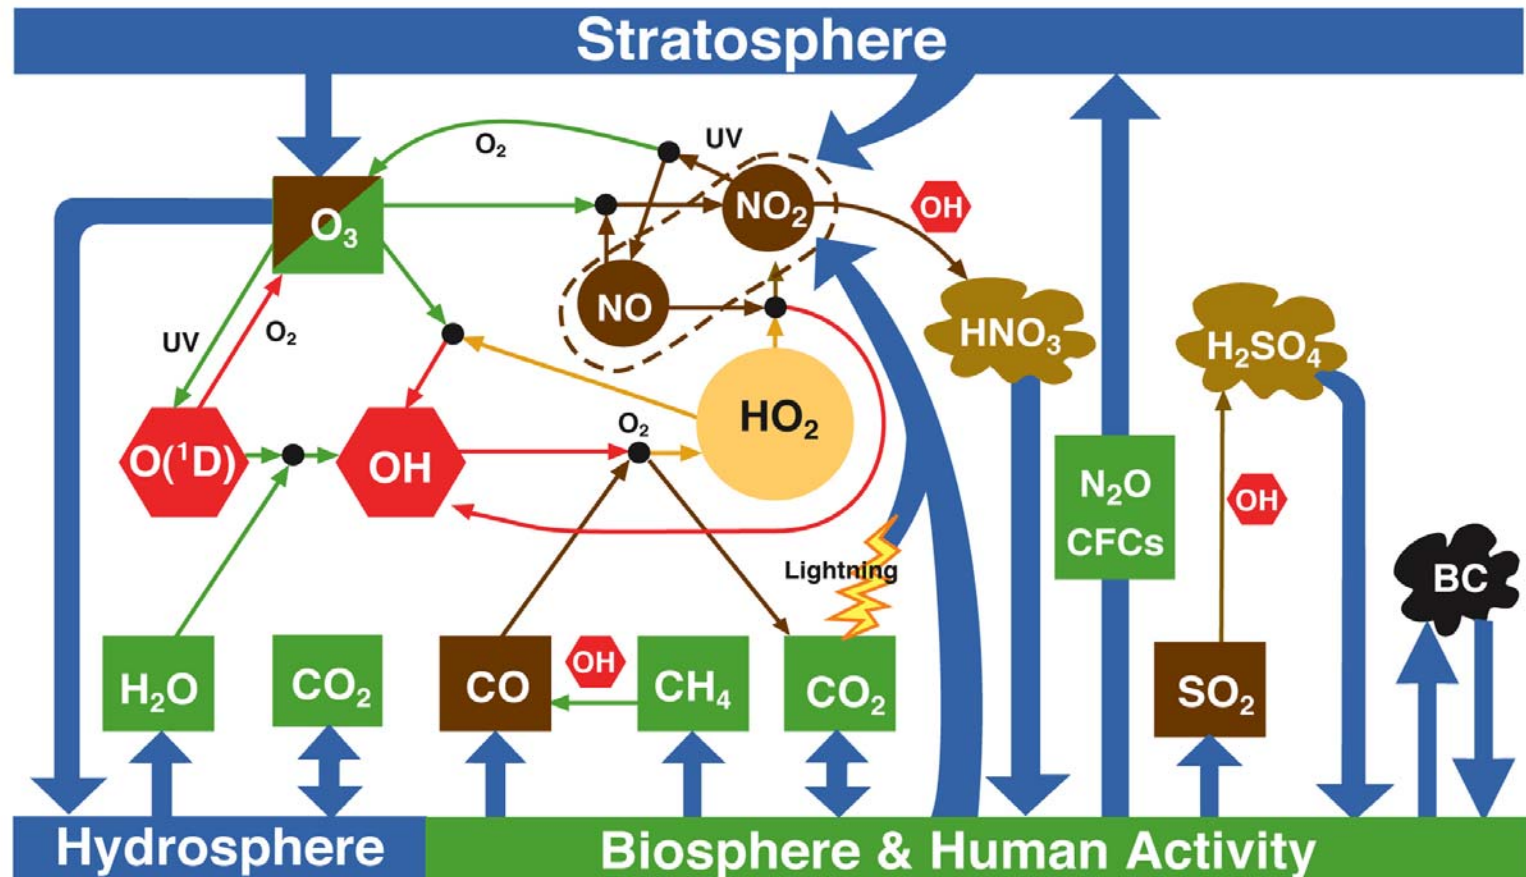 Stratosphere
O₂
UV
O₃
NO₂
OH
NO
HNO₃
H₂SO₄
UV
O₂
HO₂
O₂
O(¹D)
OH
N₂O
CFCs
OH
Lightning
BC
H₂O
CO₂
CO
OH
CH₄
CO₂
SO₂
Hydrosphere
Biosphere & Human Activity